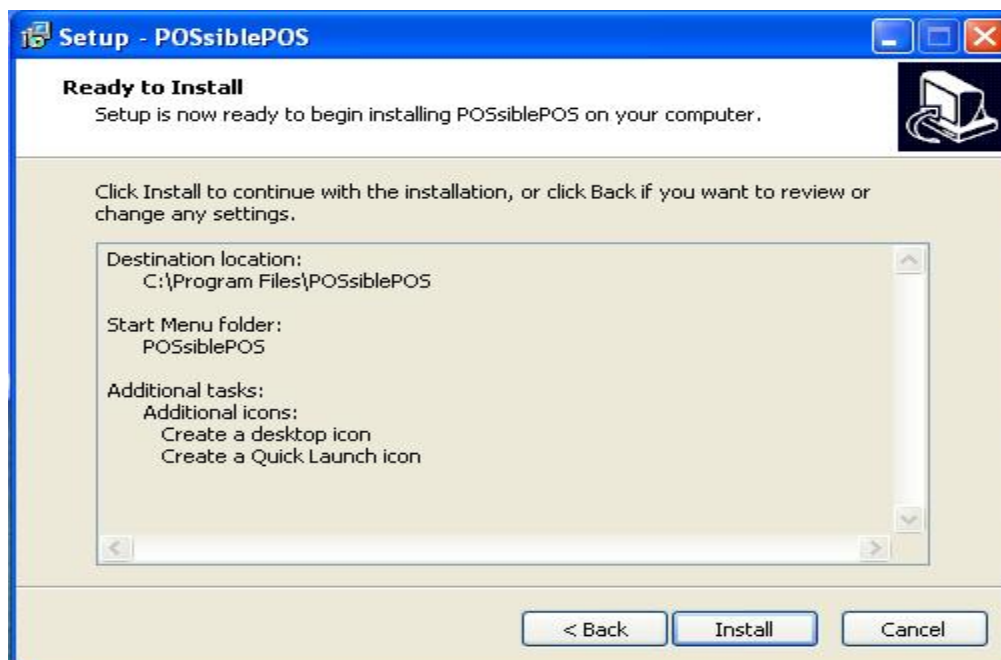 Setup - POSsiblePOS
Ready to Install
Setup is now ready to begin installing POSsiblePOS on your computer.
Click Install to continue with the installation, or click Back if you want to review or
change any settings.
Destination location:
C:\Program Files\POSsiblePOS
Start Menu folder:
POSsiblePOS
Additional tasks:
Additional icons:
Create a desktop icon
Create a Quick Launch icon
< Back Install Cancel